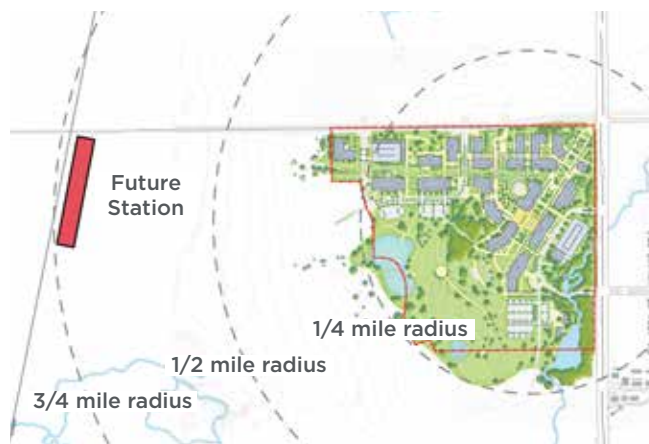 Future
Station
1/4 mile radius
1/2 mile radius
3/4 mile radius